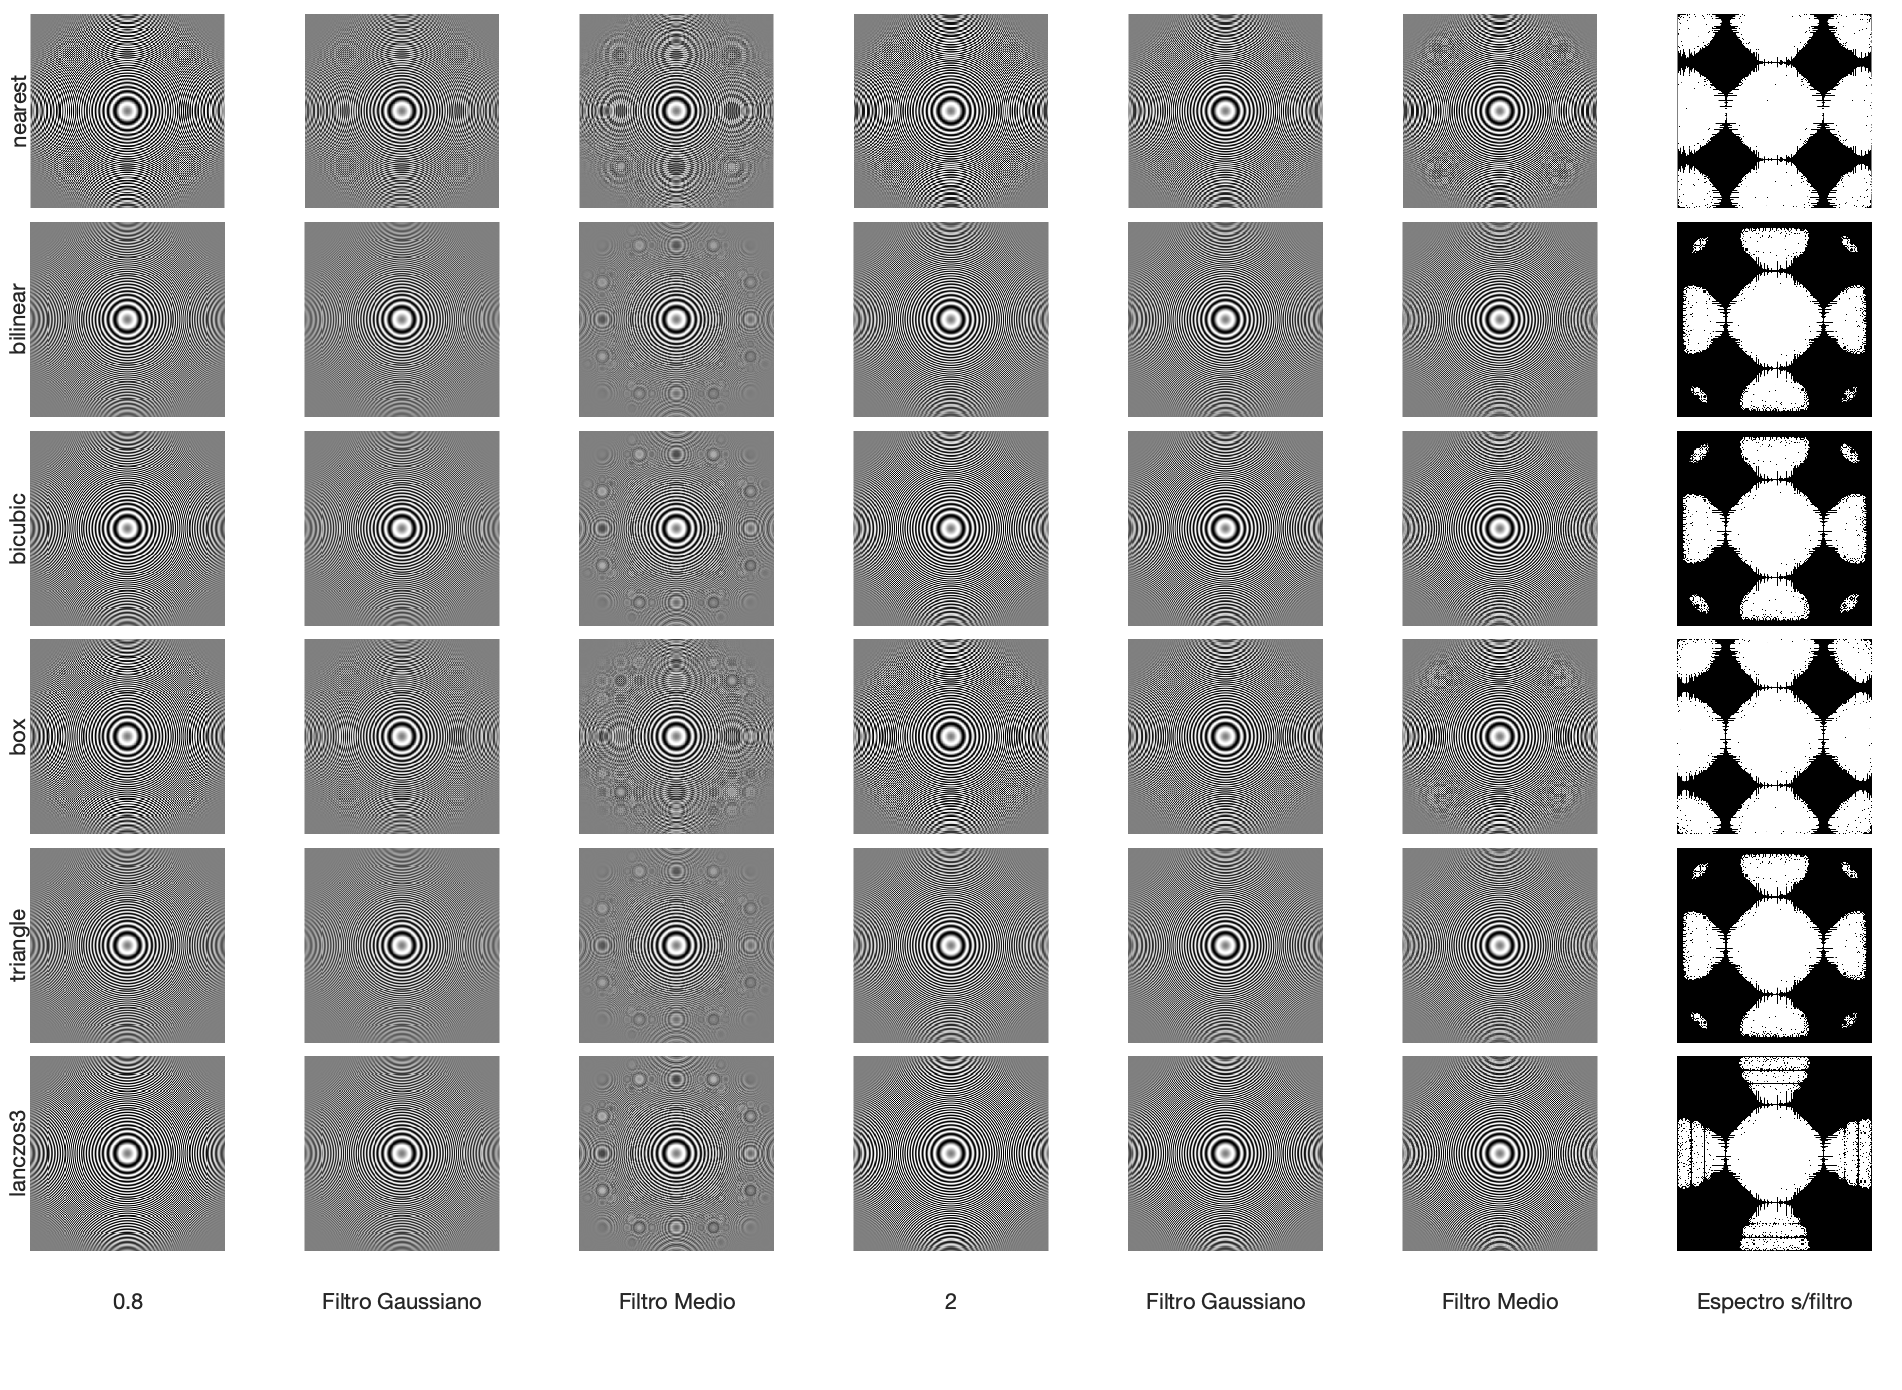 nearest
bilinear
bicubic
box
triangle
lanczos3
0.8 Filtro Gaussiano Filtro Medio 2 Filtro Gaussiano Filtro Medio Espectro s/filtro